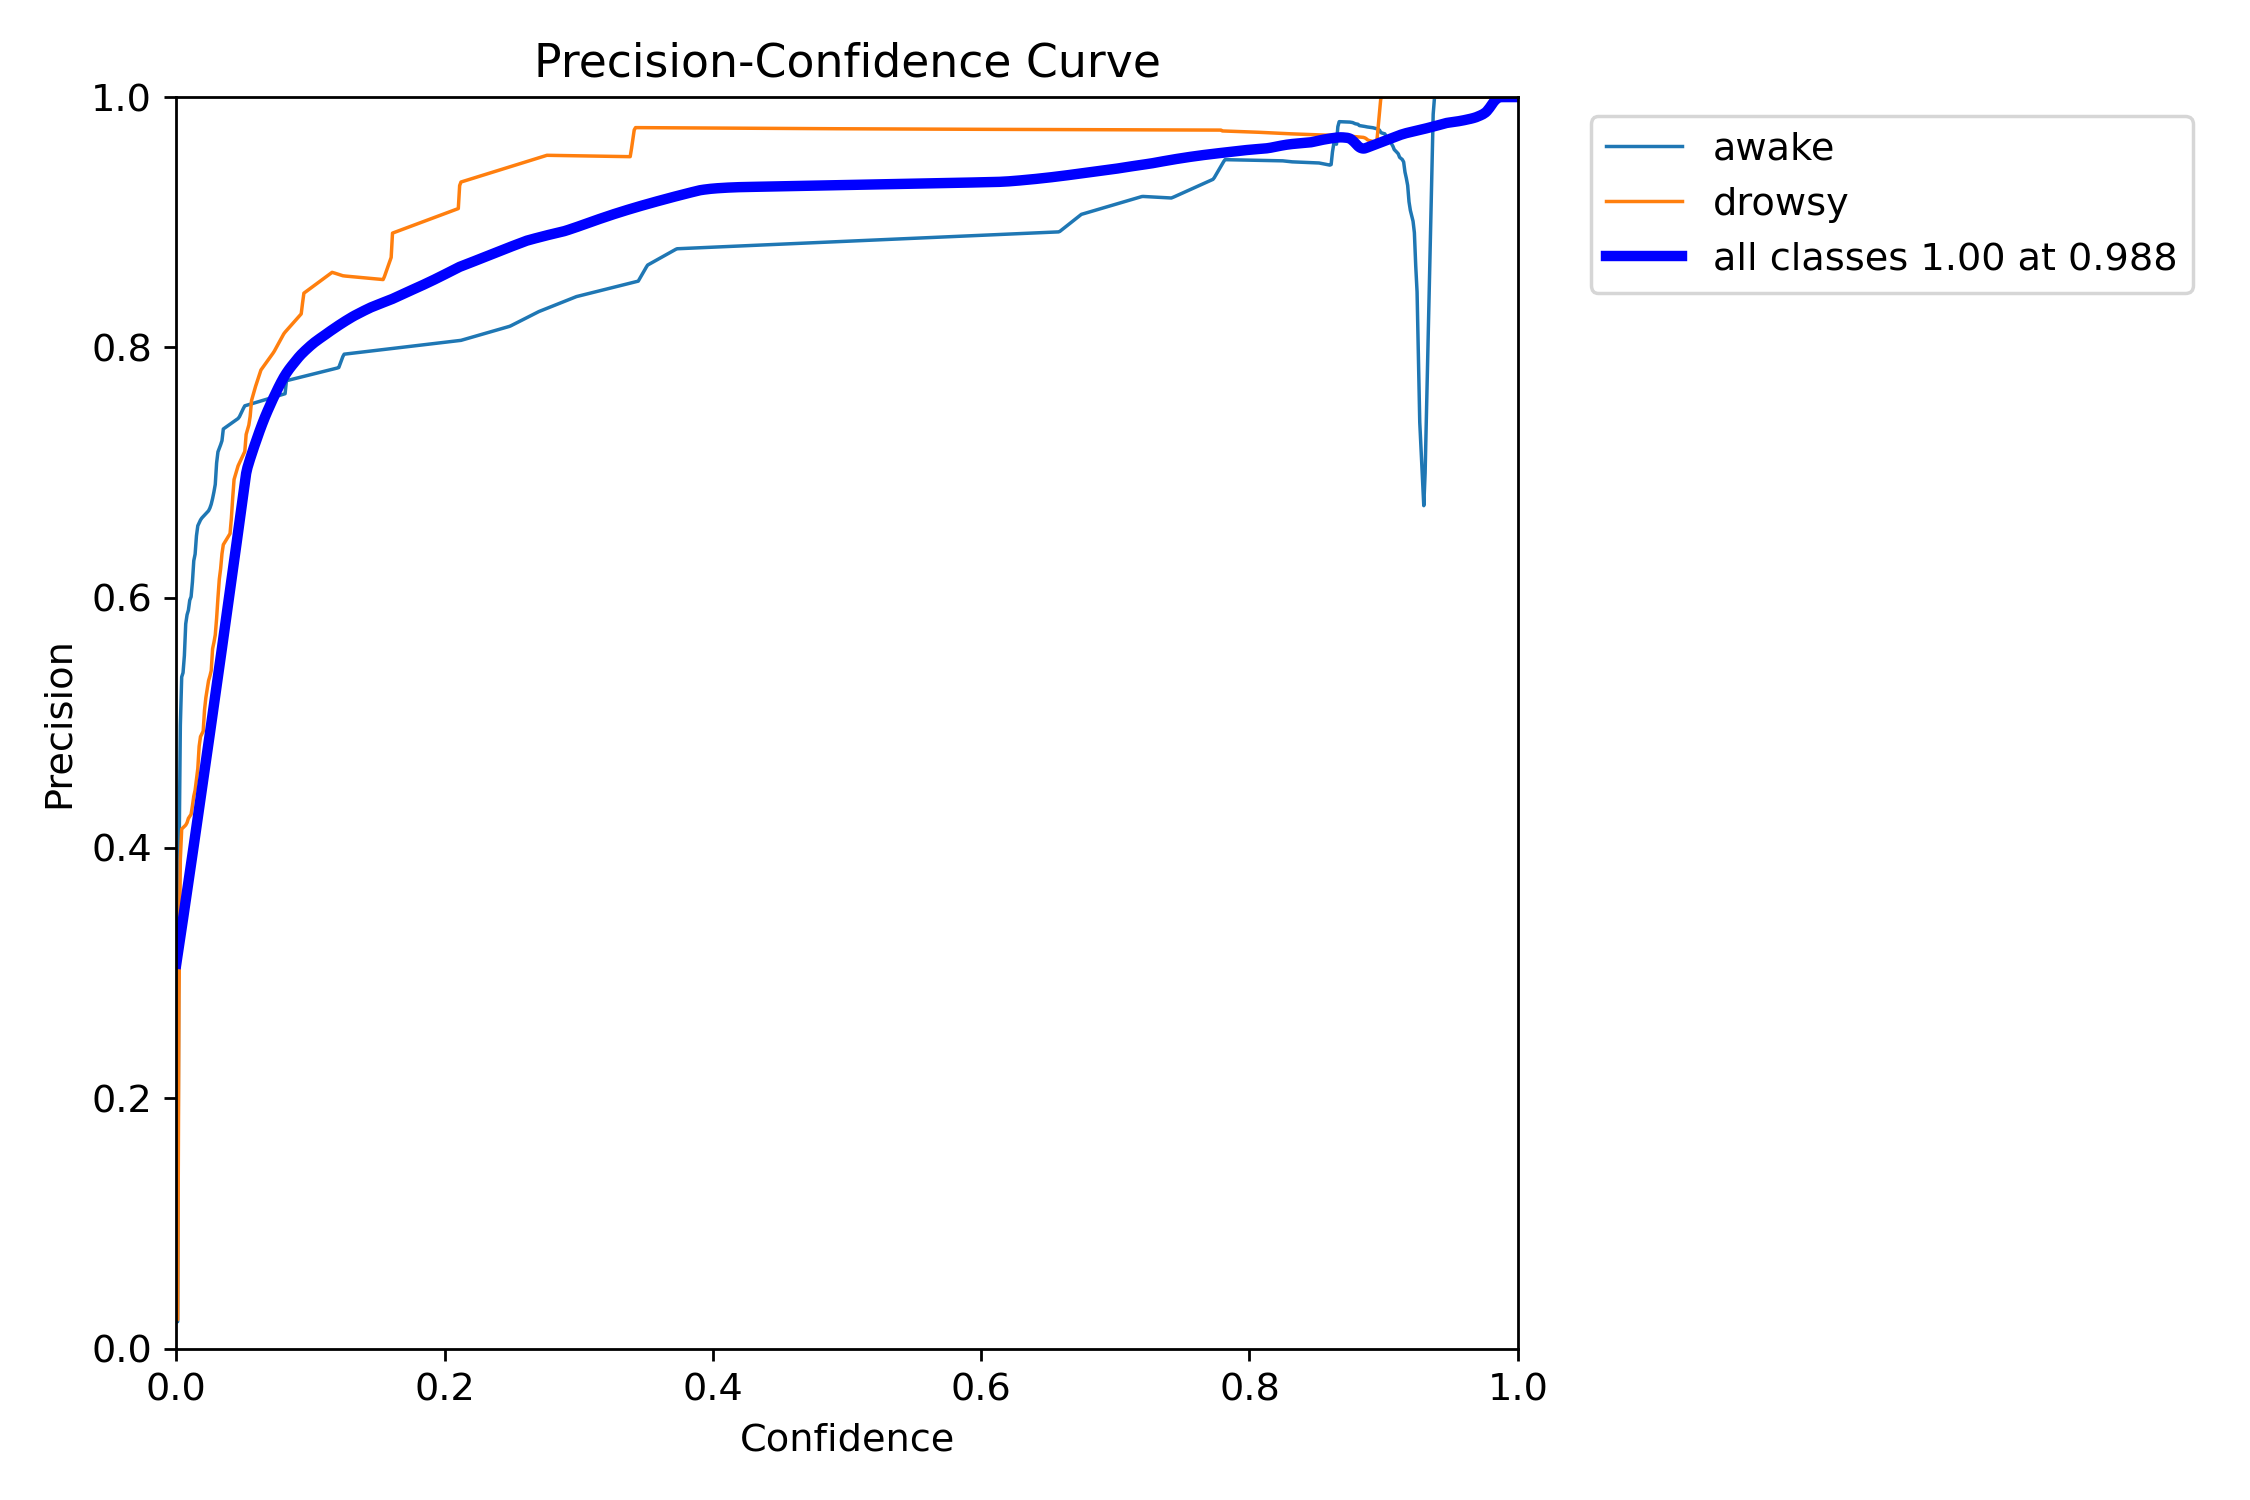 Precision-Confidence Curve
1.0
0.8
0.6
0.4
0.2
0.0
Precision
0.0 0.2 0.4 0.6 0.8 1.0
Confidence
awake
drowsy
all classes 1.00 at 0.988